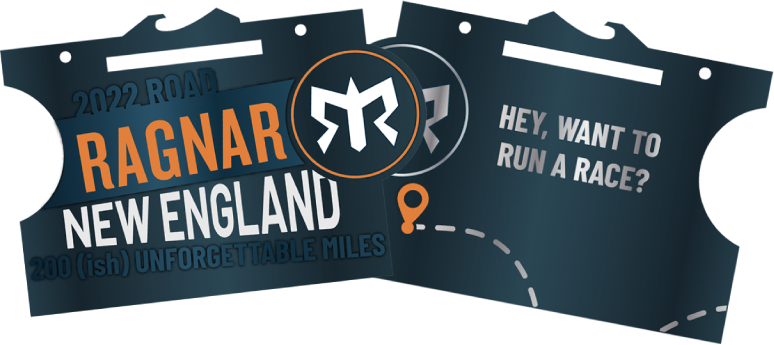 2022 ROAD
RAGNAR
NEW ENGLAND
200 (ish) UNFORGETTABLE MILES
HEY, WANT TO
RUN A RACE?